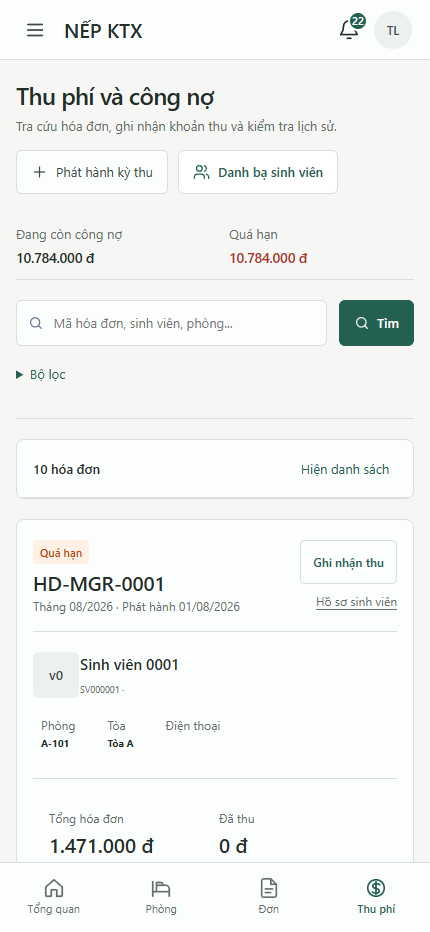 NẾP KTX
22
TL
Thu phí và công nợ
Tra cứu hóa đơn, ghi nhận khoản thu và kiểm tra lịch sử.
Phát hành kỳ thu
Danh bạ sinh viên
Đang còn công nợ
Quá hạn
10.784.000 đ
10.784.000 đ
Mã hóa đơn, sinh viên, phòng...
Tìm
Bộ lọc
10 hóa đơn
Hiện danh sách
Quá hạn
Ghi nhận thu
HD-MGR-0001
Tháng 08/2026 · Phát hành 01/08/2026
Hồ sơ sinh viên
v0
Sinh viên 0001
SV000001 ·
Phòng
Tòa
Điện thoại
A-101
Tòa A
Tổng hóa đơn
Đã thu
1.471.000 đ
0 đ
Tổng quan
Phòng
Đơn
Thu phí